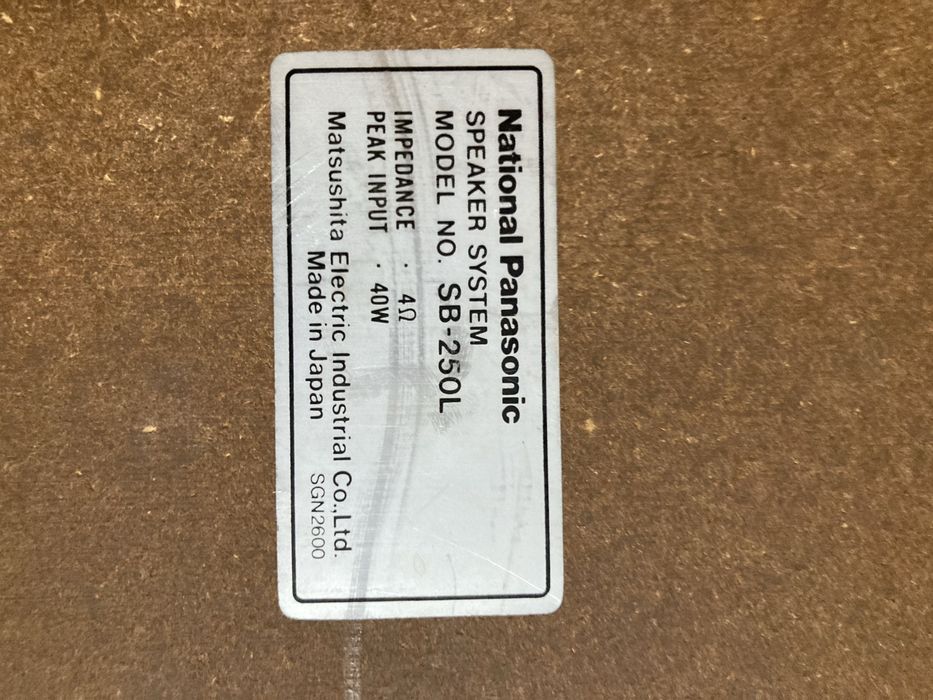 National Panasonic
SPEAKER SYSTEM
MODEL NO. SB-250L
IMPEDANCE · 4Ω
PEAK INPUT · 40W
Matsushita Electric Industrial Co.,Ltd.
Made in Japan SGN2600